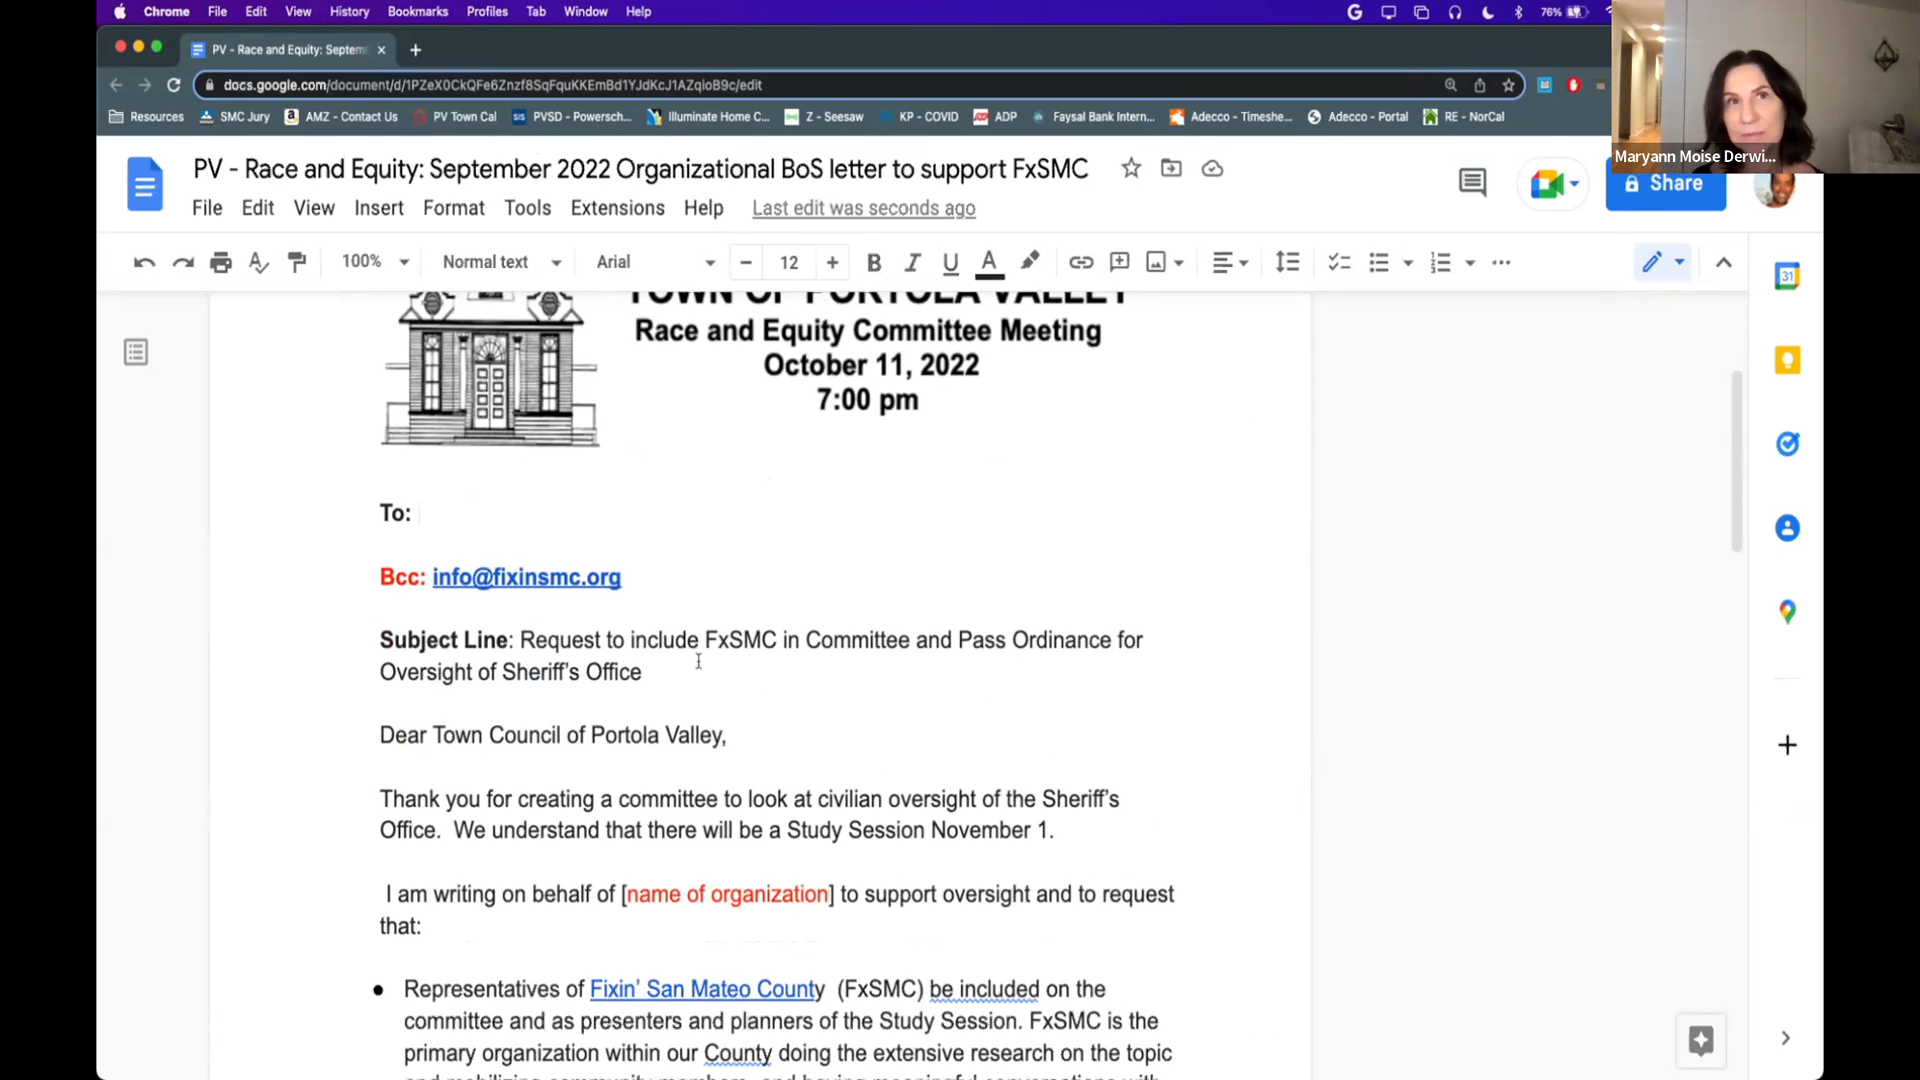 Chrome File Edit View History Bookmarks Profiles Tab Window Help 76%
PV - Race and Equity: Septem
docs.google.com/document/d/1PZeX0CkQFe6Znzf8SqFquKKEmBd1YJdKcJ1AZqioB9c/edit
Resources SMC Jury AMZ - Contact Us PV Town Cal PVSD - Powersch... Illuminate Home C... Z - Seesaw KP - COVID ADP Faysal Bank Intern... Adecco - Timeshe... Adecco - Portal RE - NorCal
Maryann Moise Derwi...
PV - Race and Equity: September 2022 Organizational BoS letter to support FxSMC
Share
File Edit View Insert Format Tools Extensions Help Last edit was seconds ago
100% Normal text Arial 12
31
TOWN OF PORTOLA VALLEY
Race and Equity Committee Meeting
October 11, 2022
7:00 pm
To:
Bcc: info@fixinsmc.org
Subject Line: Request to include FxSMC in Committee and Pass Ordinance for
Oversight of Sheriff's Office
Dear Town Council of Portola Valley,
Thank you for creating a committee to look at civilian oversight of the Sheriff's
Office. We understand that there will be a Study Session November 1.
I am writing on behalf of [name of organization] to support oversight and to request
that:
● Representatives of Fixin' San Mateo County (FxSMC) be included on the
committee and as presenters and planners of the Study Session. FxSMC is the
primary organization within our County doing the extensive research on the topic